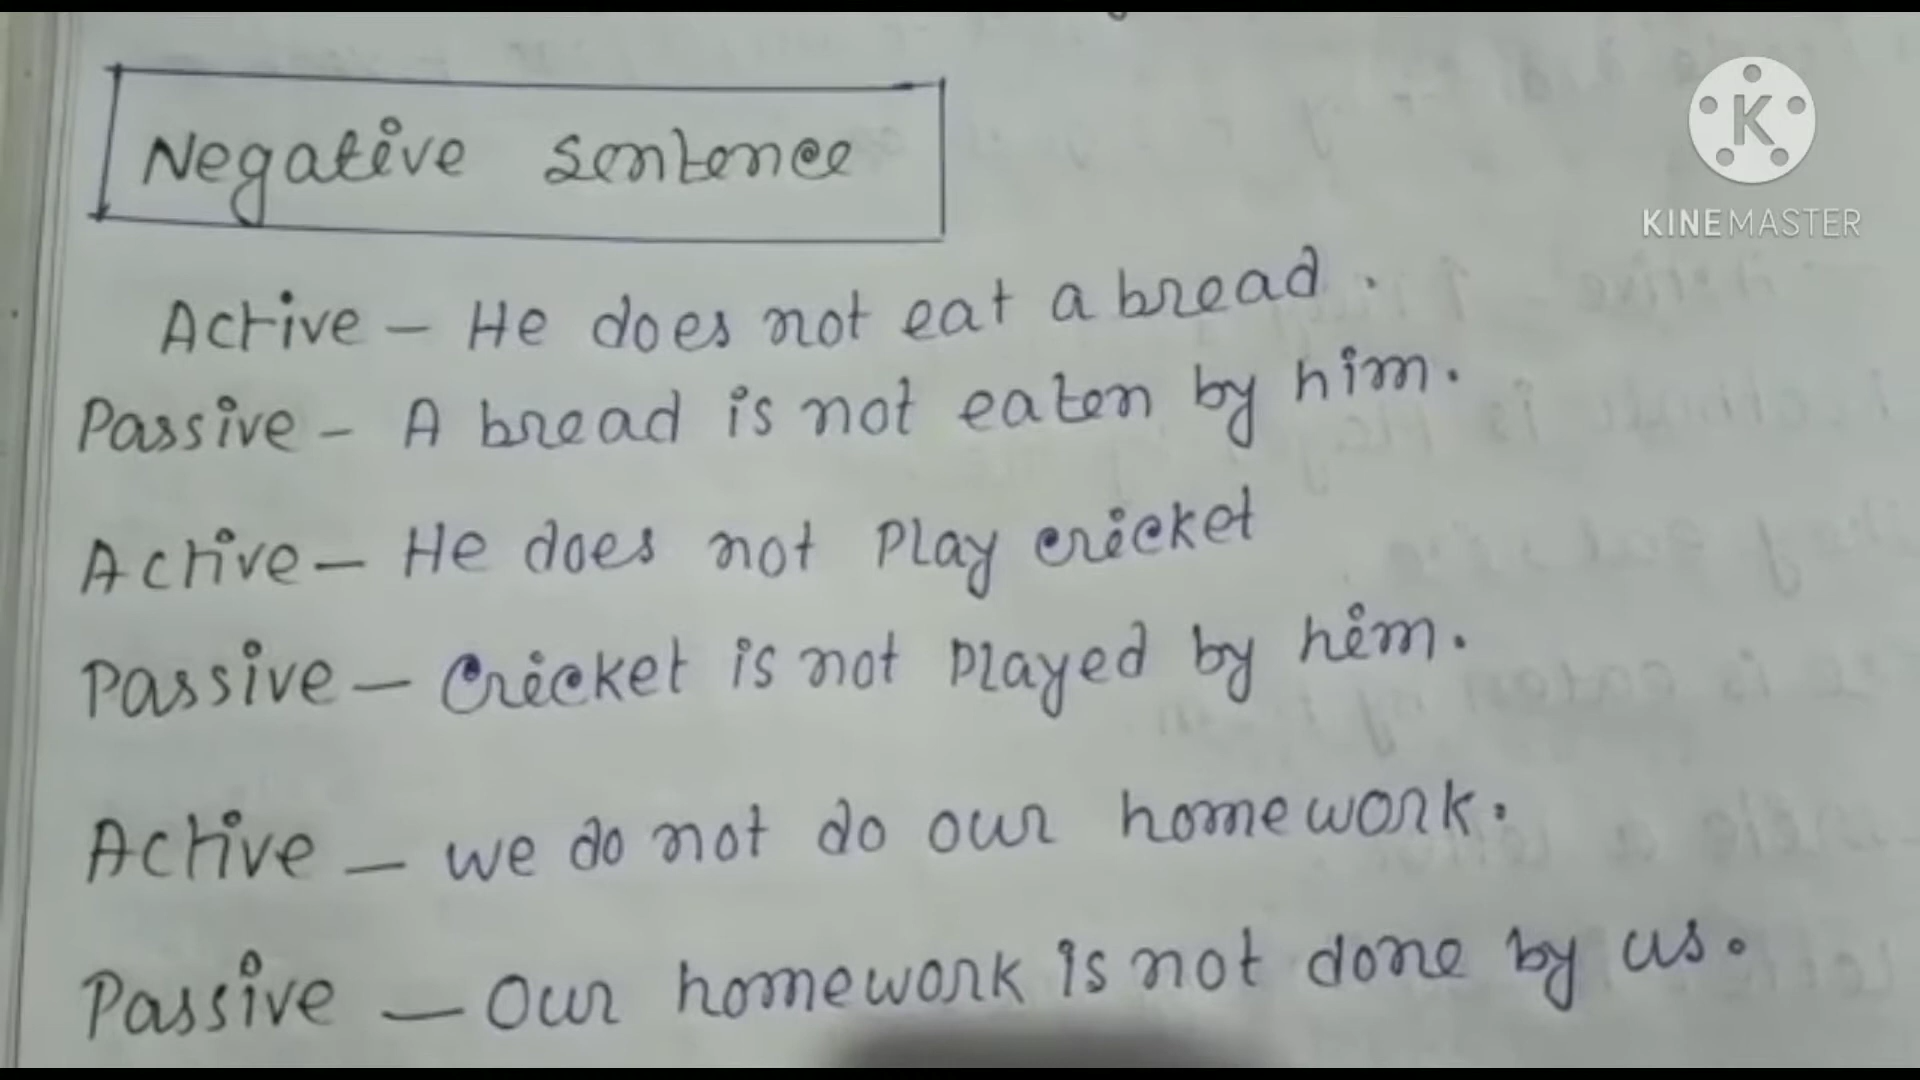 Negative sentence
K
KINEMASTER
Active - He does not eat a bread.
Passive - A bread is not eaten by him.
Active - He does not Play cricket
Passive - Cricket is not Played by him.
Active - we do not do our homework.
Passive - Our homework is not done by us.